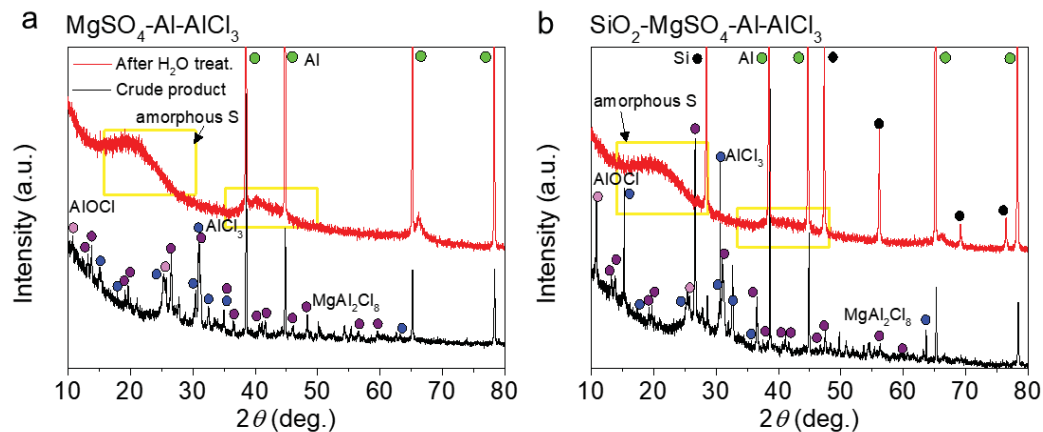 a
MgSO₄-Al-AlCl₃
After H₂O treat.
Crude product
Al
amorphous S
AlOCl
AlCl₃
MgAl₂Cl₈
Intensity (a.u.)
10 20 30 40 50 60 70 80
2θ (deg.)
b
SiO₂-MgSO₄-Al-AlCl₃
Si
Al
amorphous S
AlOCl
AlCl₃
MgAl₂Cl₈
Intensity (a.u.)
10 20 30 40 50 60 70 80
2θ (deg.)